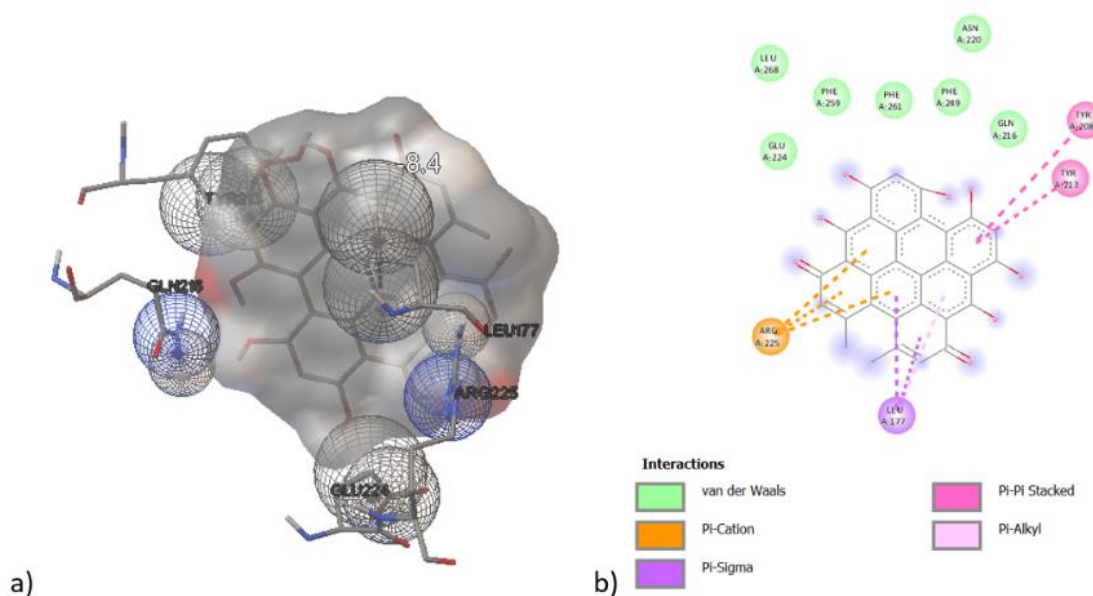 -8.4
GLN216
LEU177
ARG225
GLU224
a)
ASN
A:220
LEU
A:268
PHE
A:259
PHE
A:261
PHE
A:249
GLN
A:216
TYR
A:208
GLU
A:224
TYR
A:213
ARG
A:225
LEU
A:177
Interactions
van der Waals
Pi-Cation
Pi-Sigma
Pi-Pi Stacked
Pi-Alkyl
b)